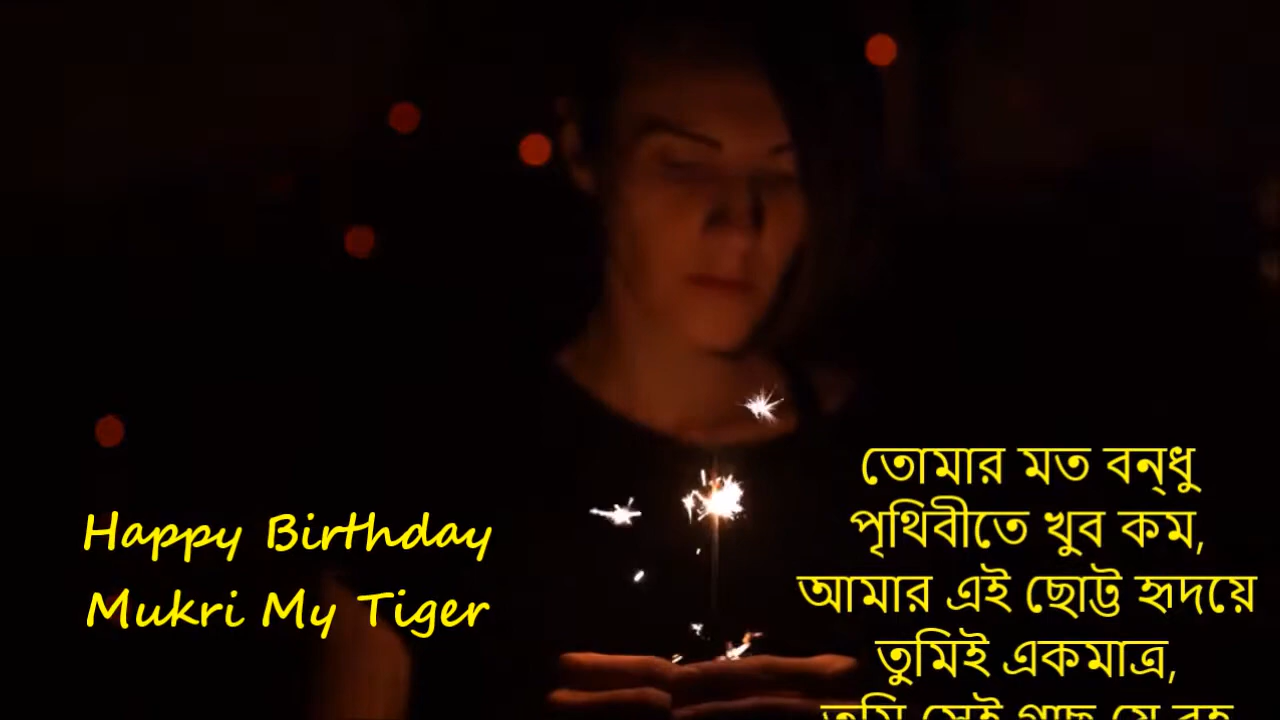 Happy Birthday
Mukri My Tiger
তোমার মত বন্ধু
পৃথিবীতে খুব কম,
আমার এই ছোট্ট হৃদয়ে
তুমিই একমাত্র,